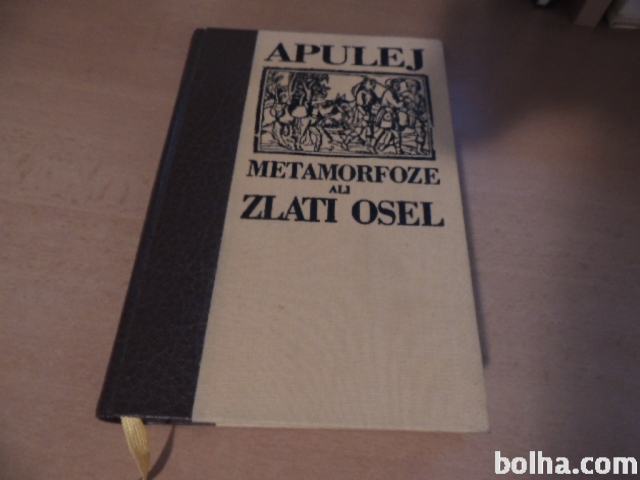 APULEJ
METAMORFOZE
ALI
ZLATI OSEL
bolha.com®